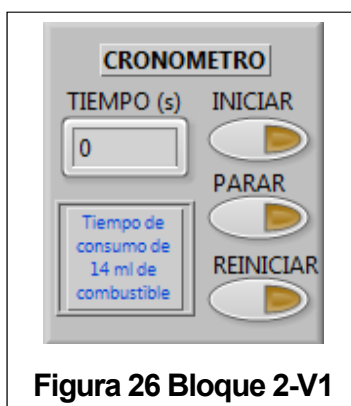 CRONOMETRO
TIEMPO (s)
INICIAR
0
PARAR
Tiempo de
consumo de
14 ml de
combustible
REINICIAR
Figura 26 Bloque 2-V1